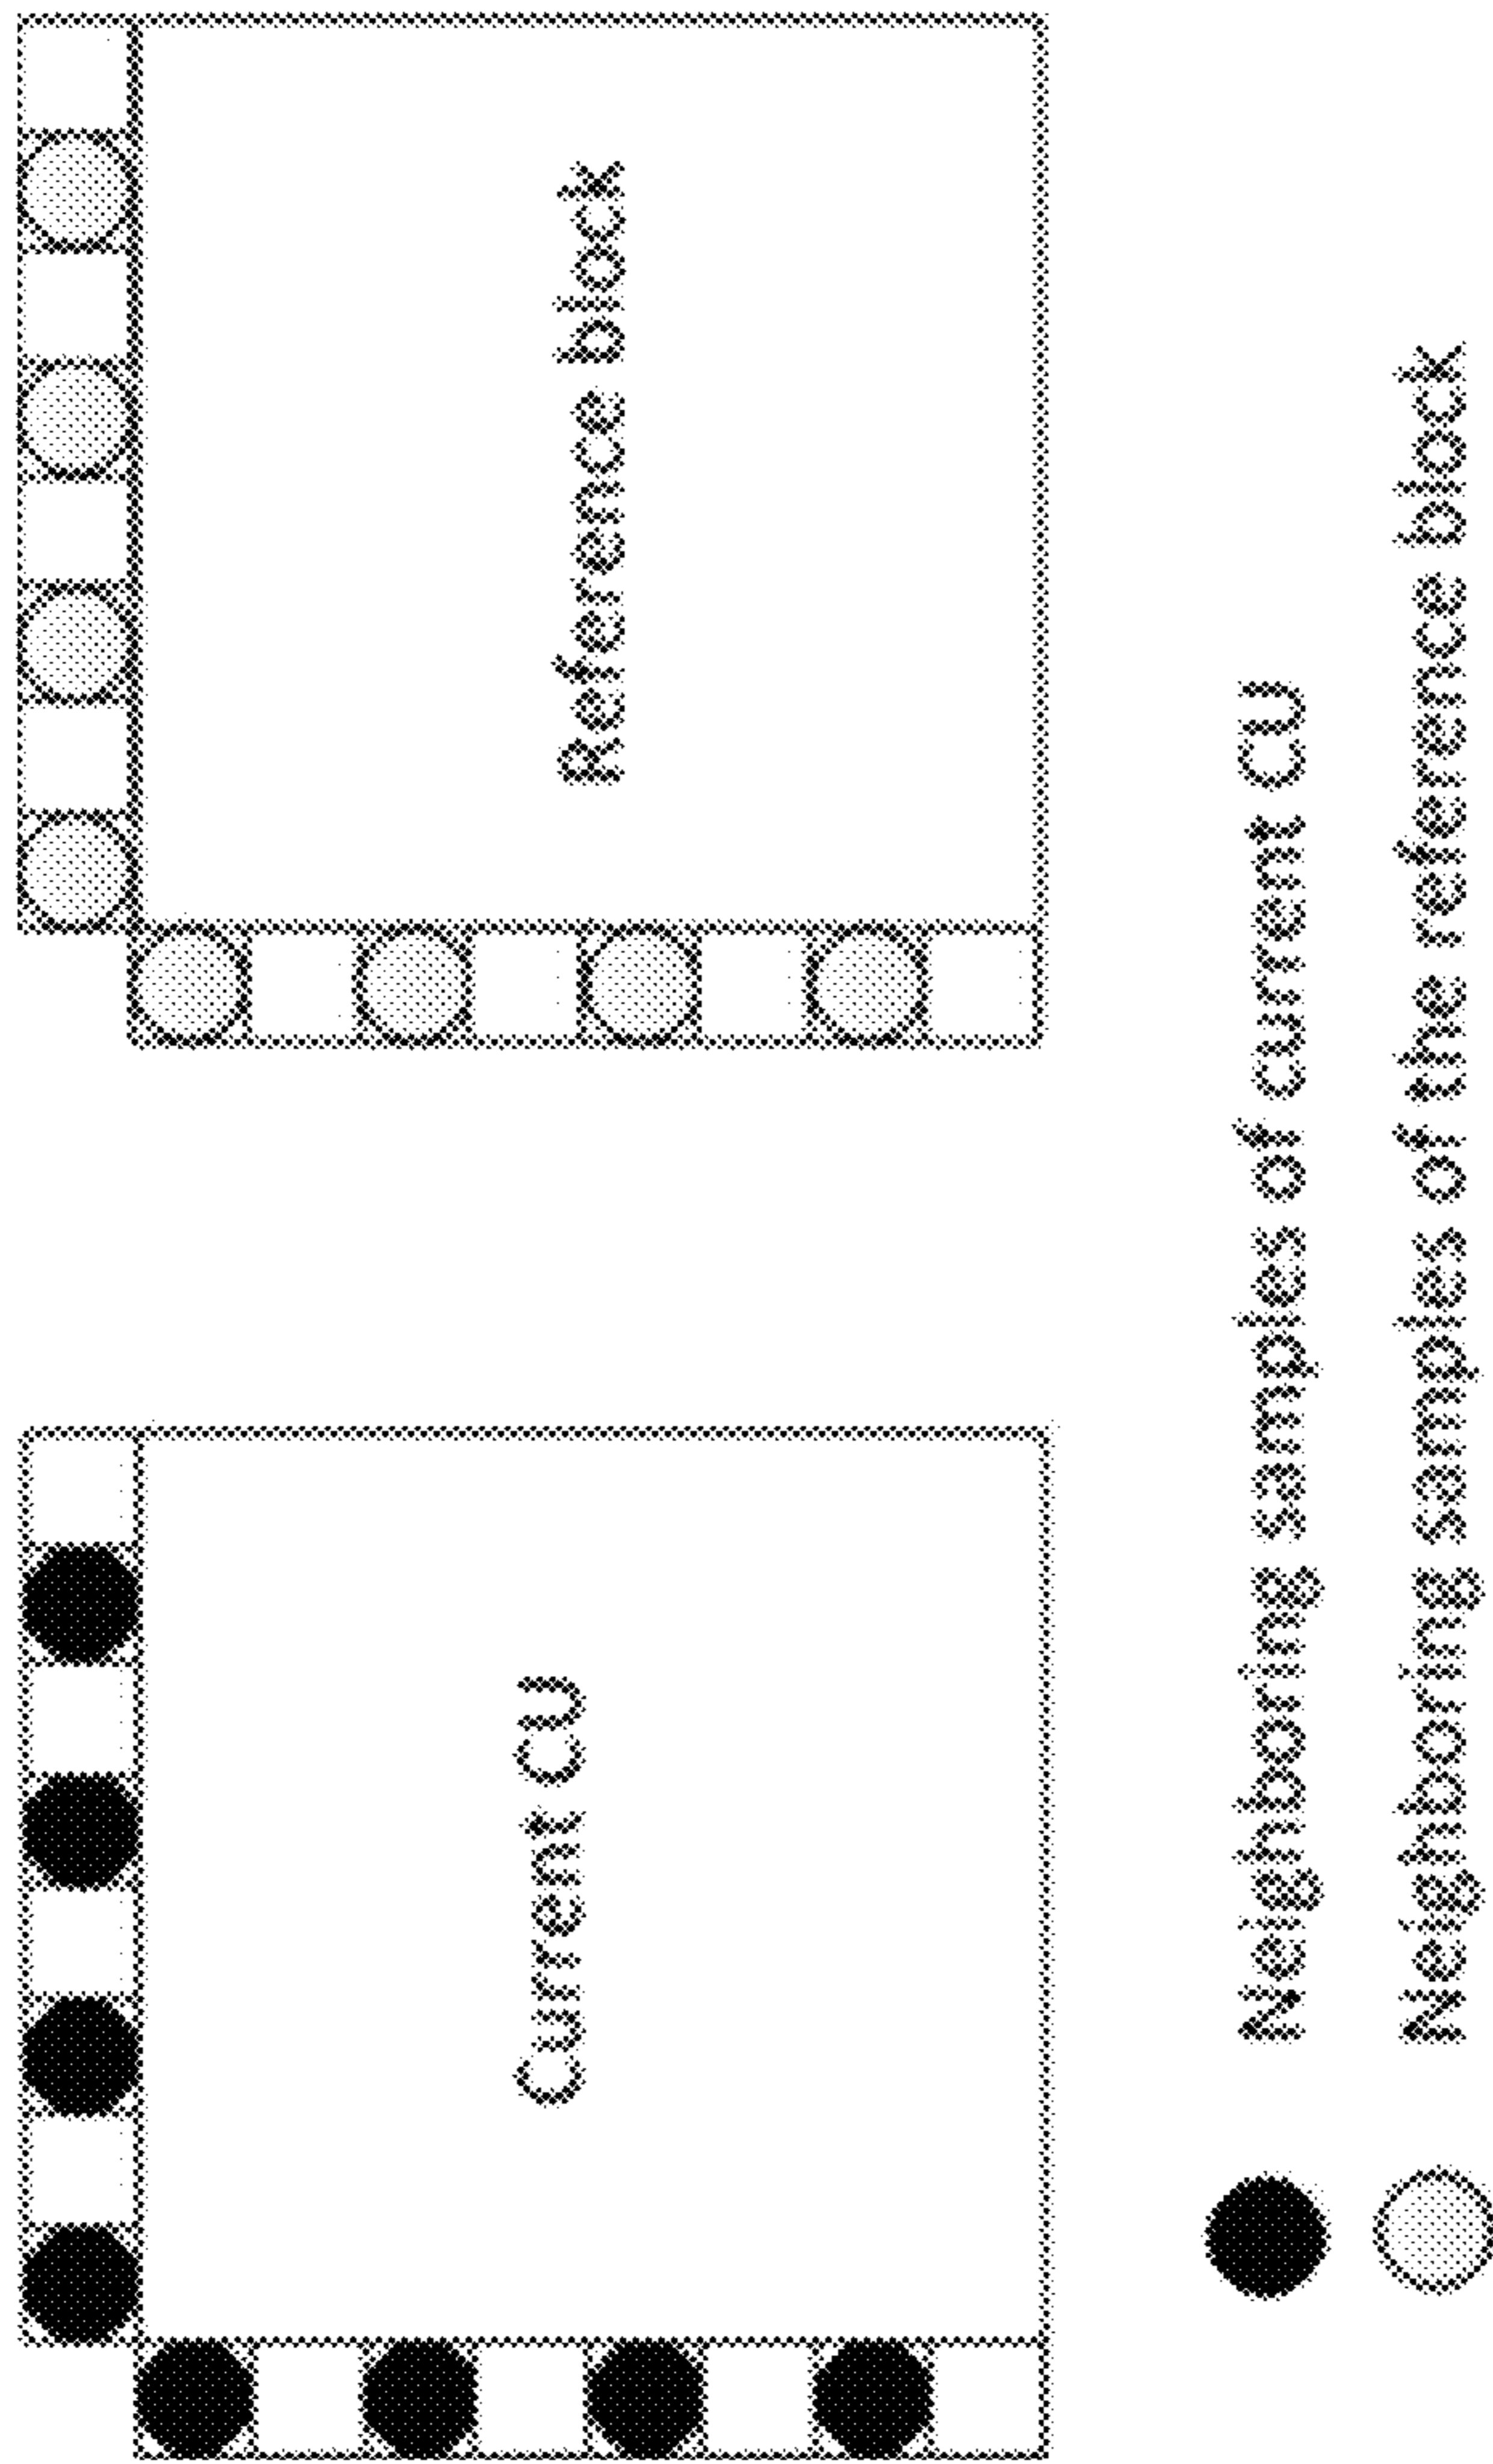 Current CU
Reference block
Neighboring samples of current CU
Neighboring samples of the reference block